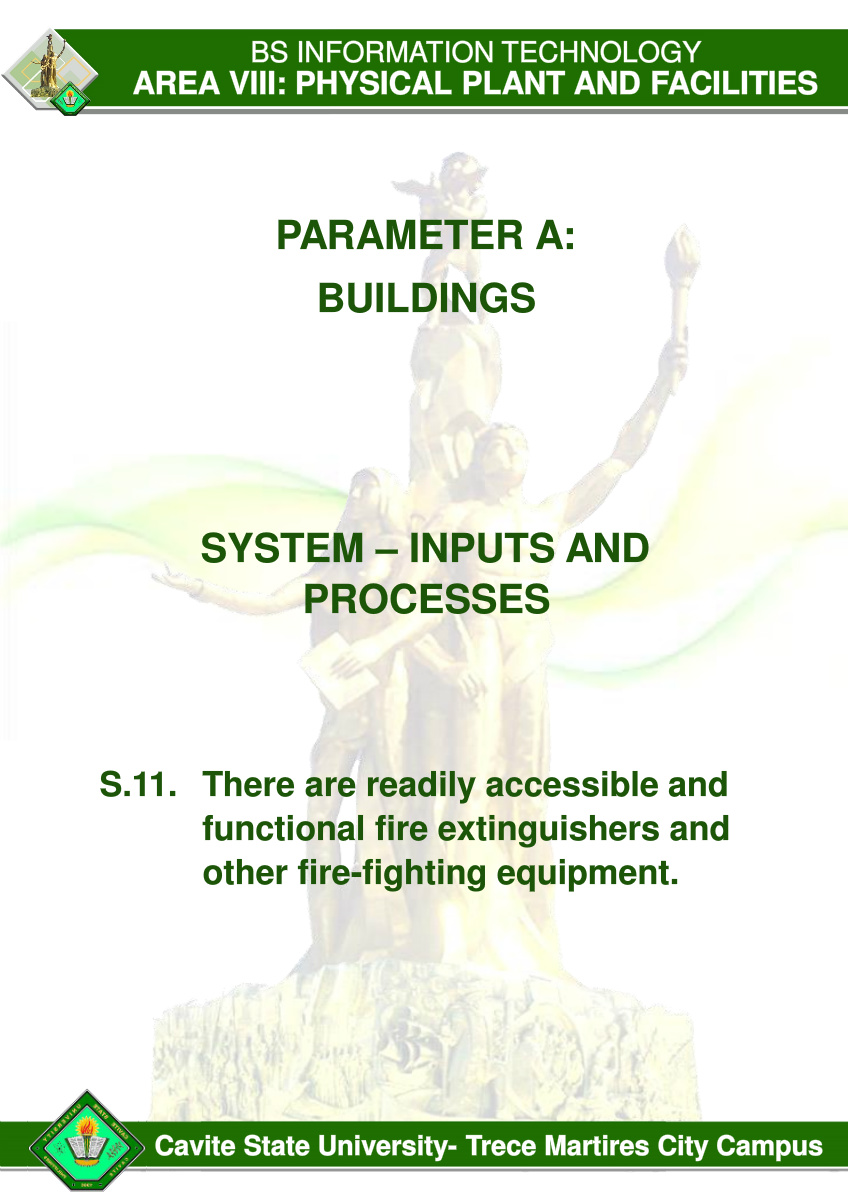 BS INFORMATION TECHNOLOGY
AREA VIII: PHYSICAL PLANT AND FACILITIES
PARAMETER A:
BUILDINGS
SYSTEM – INPUTS AND
PROCESSES
S.11. There are readily accessible and
functional fire extinguishers and
other fire-fighting equipment.
Cavite State University- Trece Martires City Campus